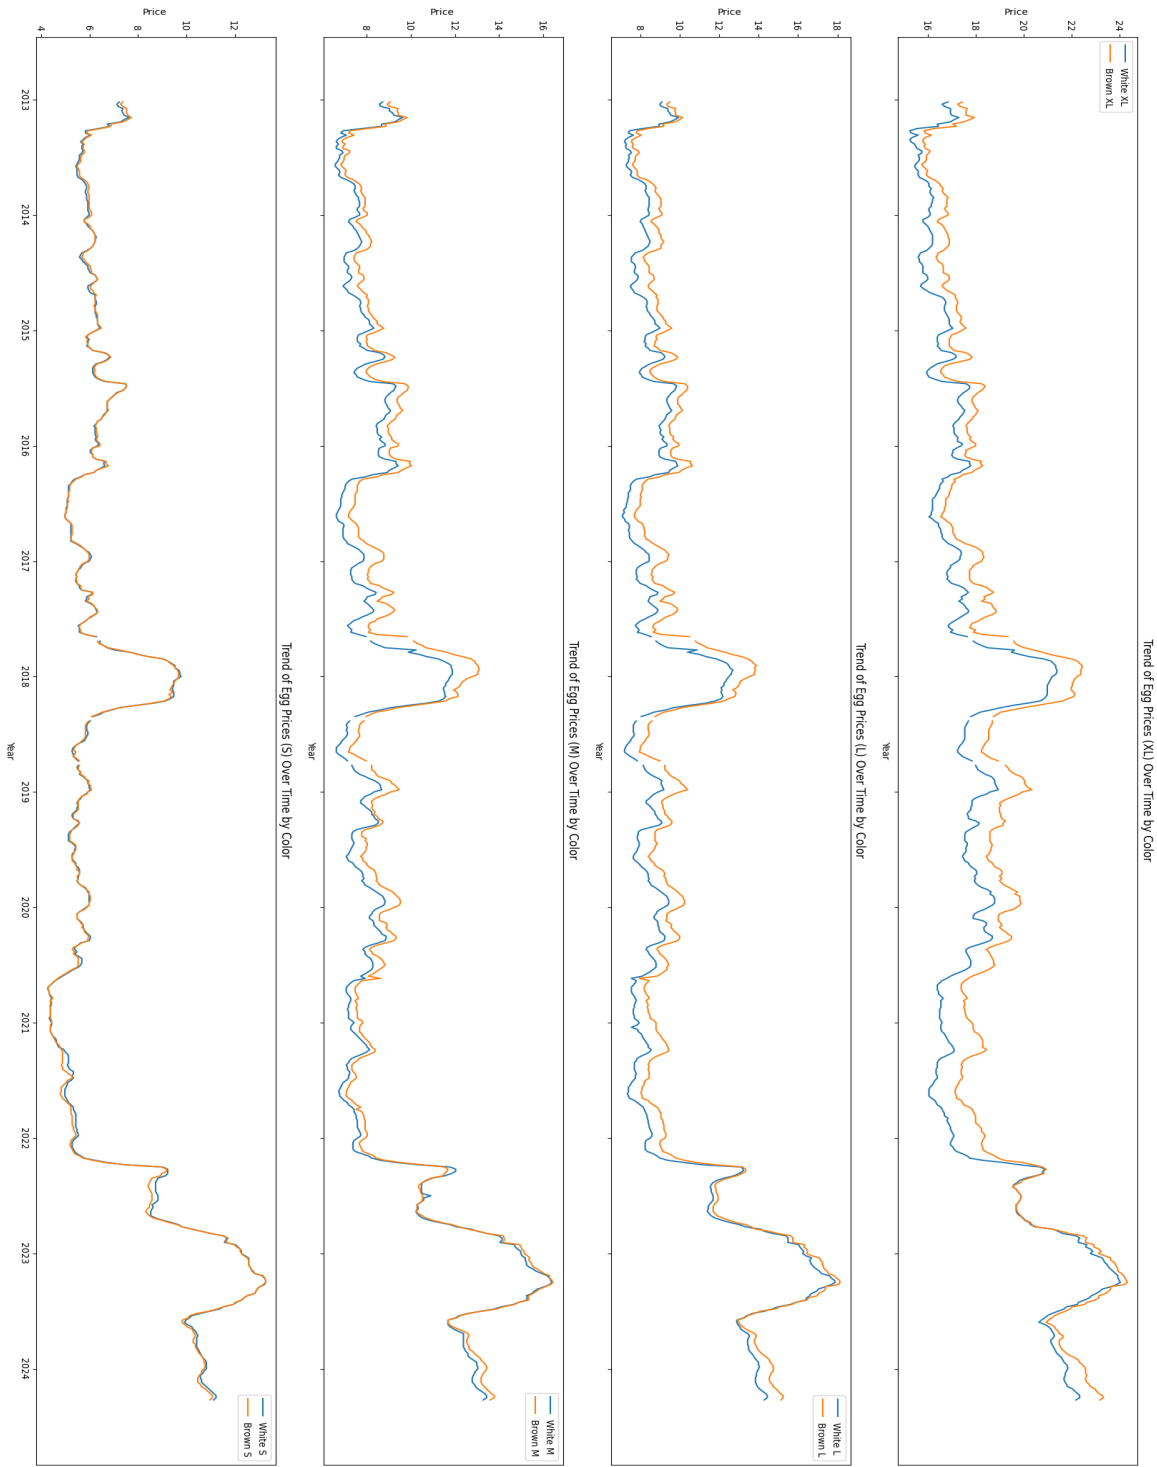 Trend of Egg Prices (XL) Over Time by Color
White XL
Brown XL
24
22
20
18
16
Price
Year
Trend of Egg Prices (L) Over Time by Color
White L
Brown L
18
16
14
12
10
8
Price
Year
Trend of Egg Prices (M) Over Time by Color
White M
Brown M
16
14
12
10
8
Price
Year
Trend of Egg Prices (S) Over Time by Color
White S
Brown S
12
10
8
6
4
Price
2013 2014 2015 2016 2017 2018 2019 2020 2021 2022 2023 2024
Year